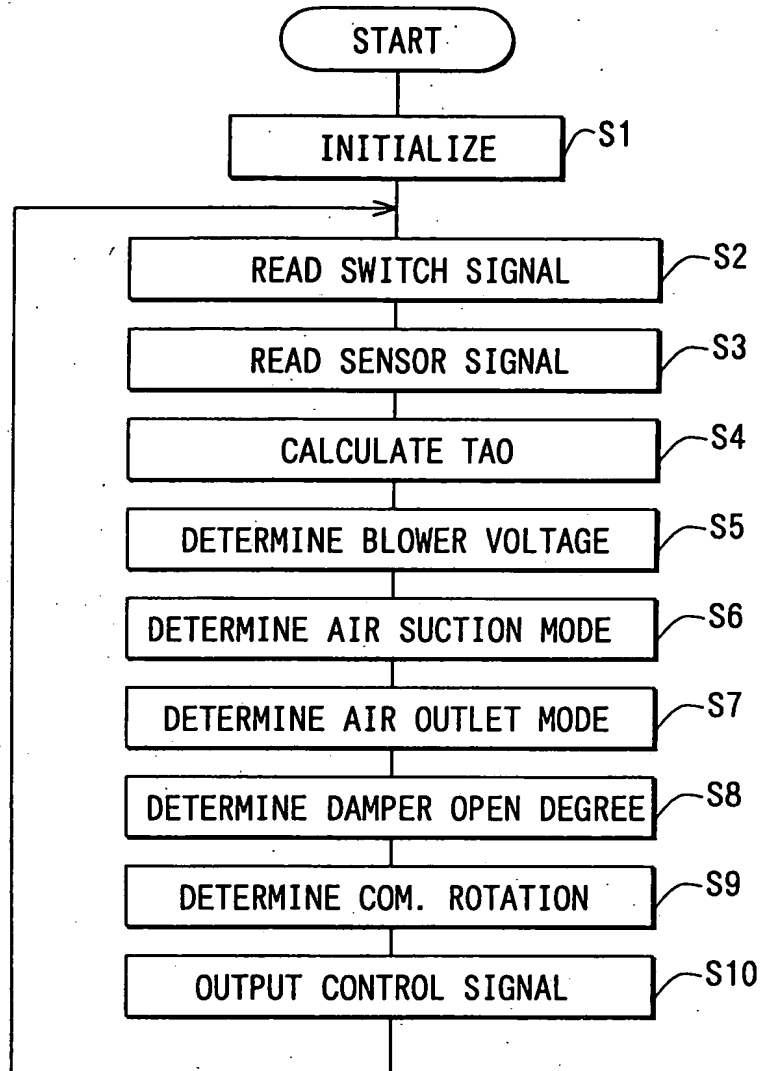 START
INITIALIZE S1
READ SWITCH SIGNAL S2
READ SENSOR SIGNAL S3
CALCULATE TAO S4
DETERMINE BLOWER VOLTAGE S5
DETERMINE AIR SUCTION MODE S6
DETERMINE AIR OUTLET MODE S7
DETERMINE DAMPER OPEN DEGREE S8
DETERMINE COM. ROTATION S9
OUTPUT CONTROL SIGNAL S10